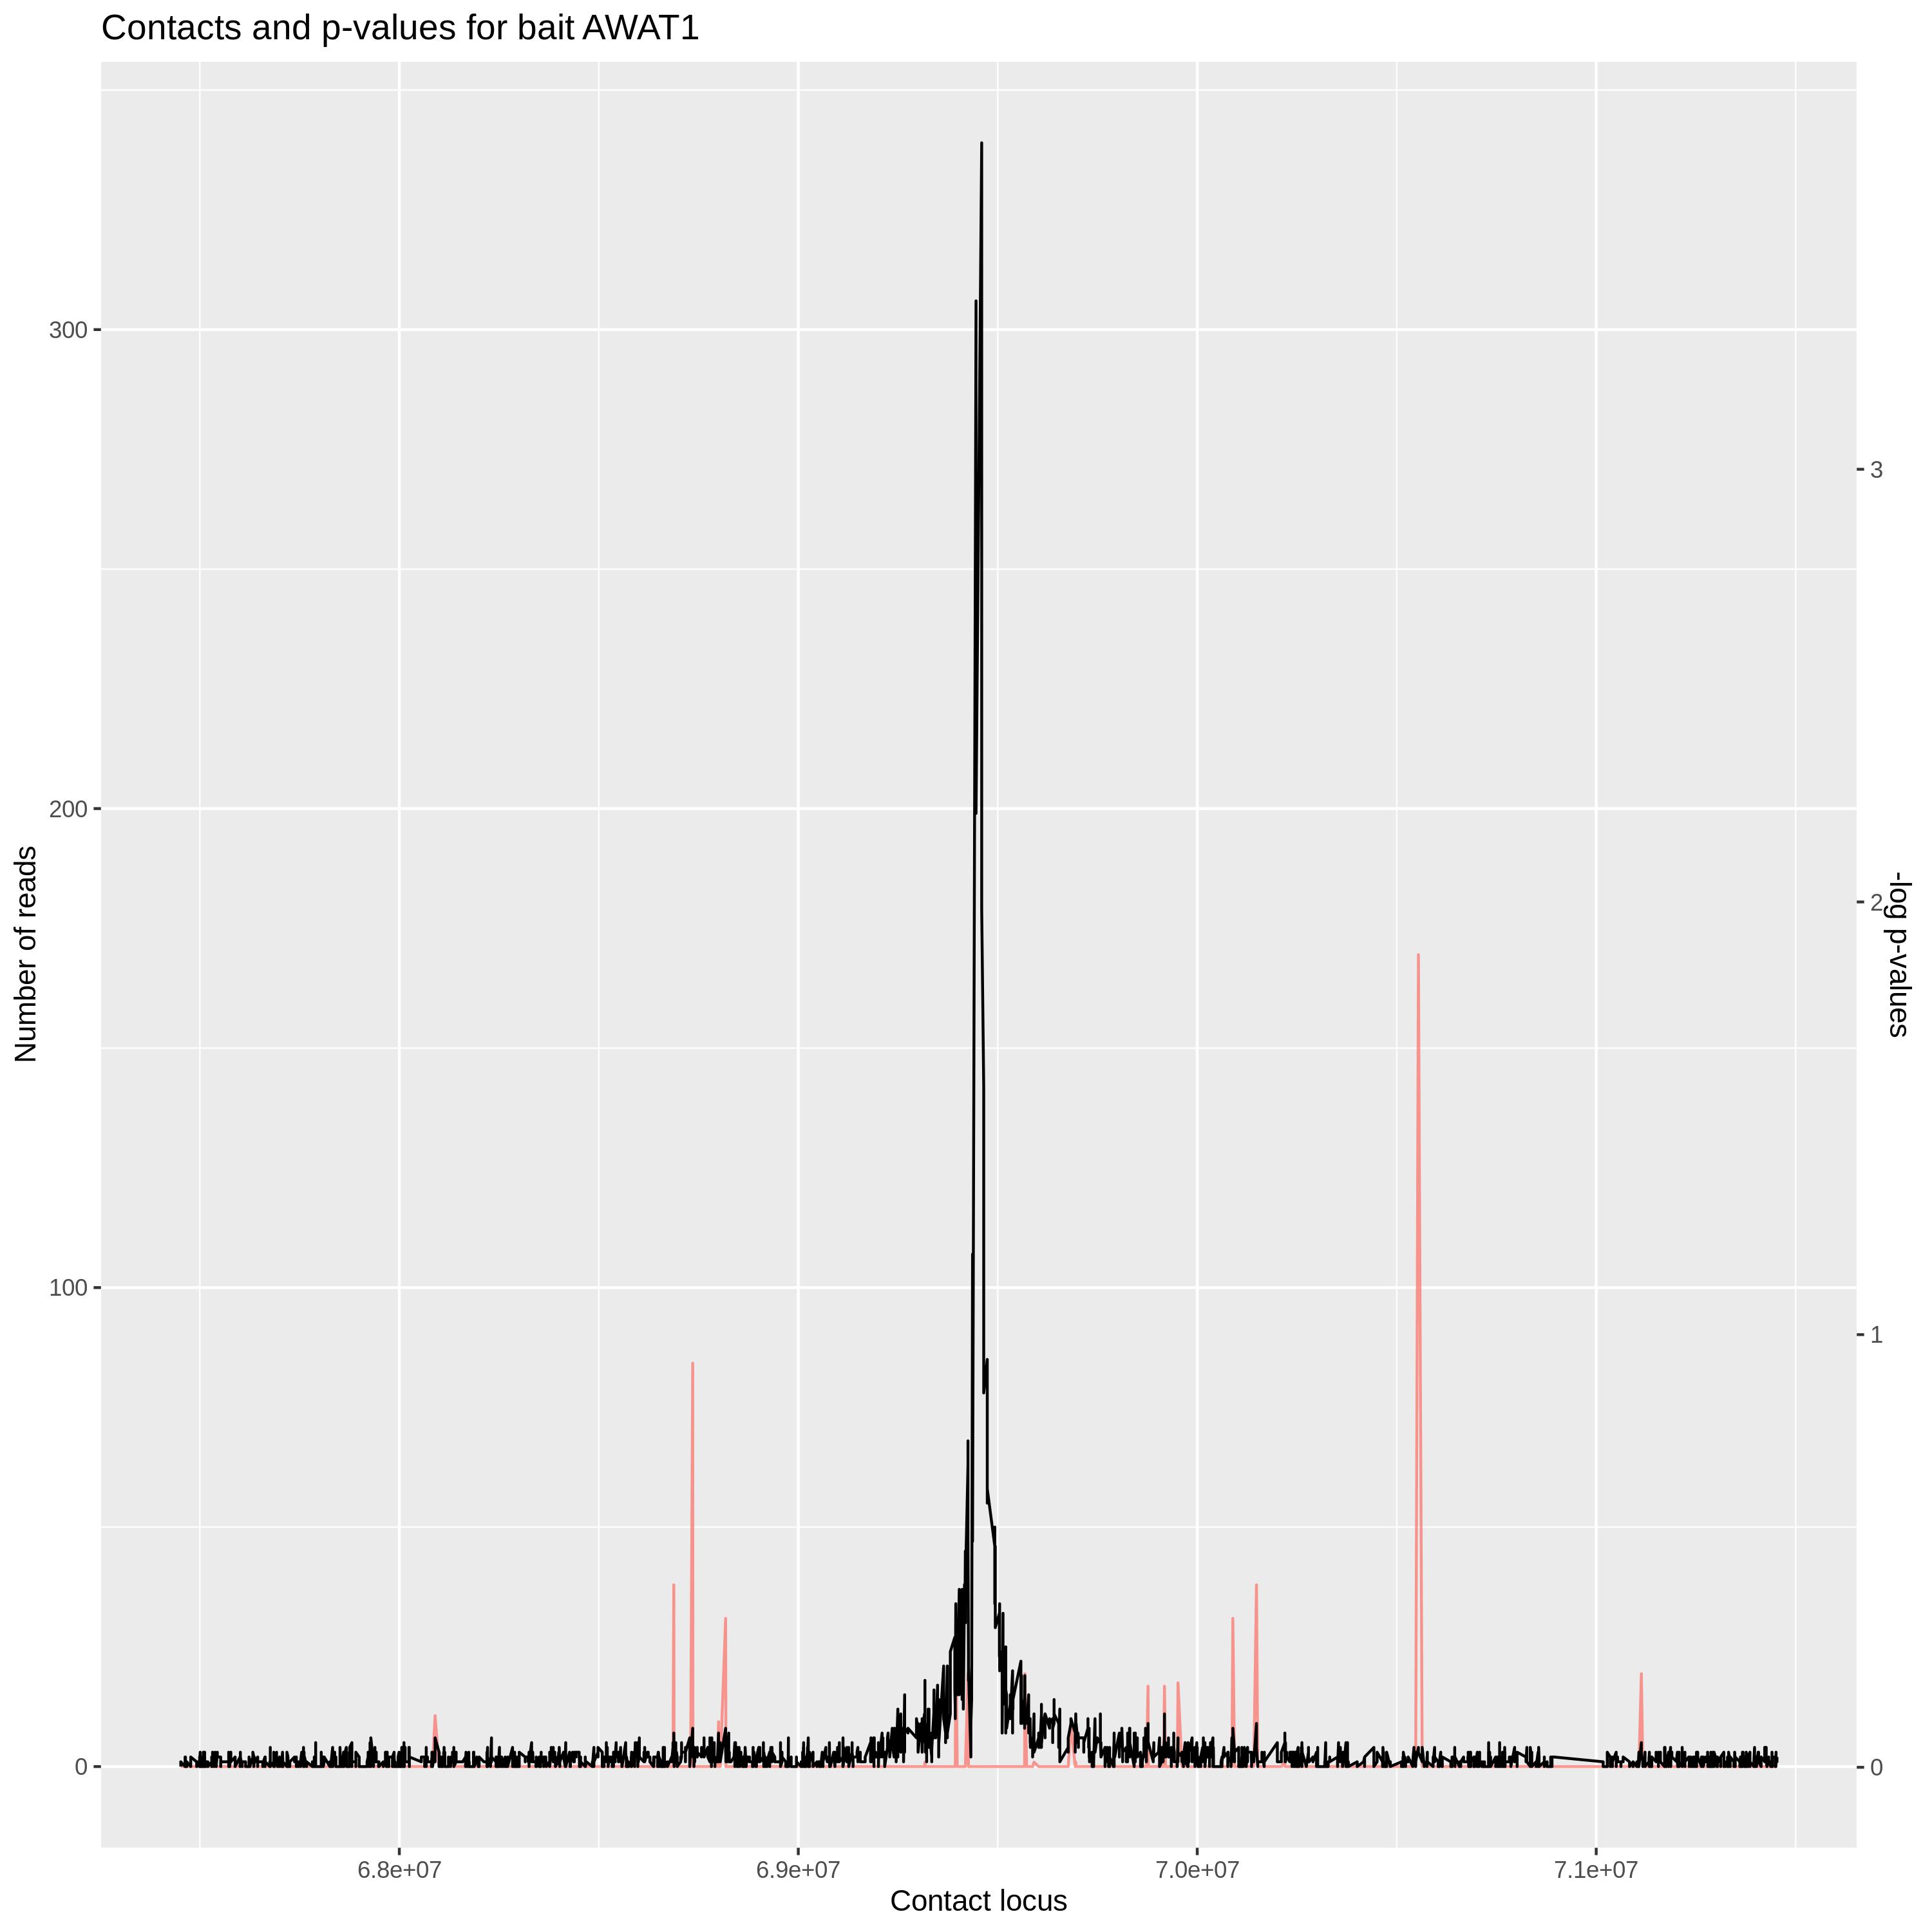 Contacts and p-values for bait AWAT1
300
200
100
0
Number of reads
3
2
1
0
-log p-values
6.8e+07
6.9e+07
7.0e+07
7.1e+07
Contact locus